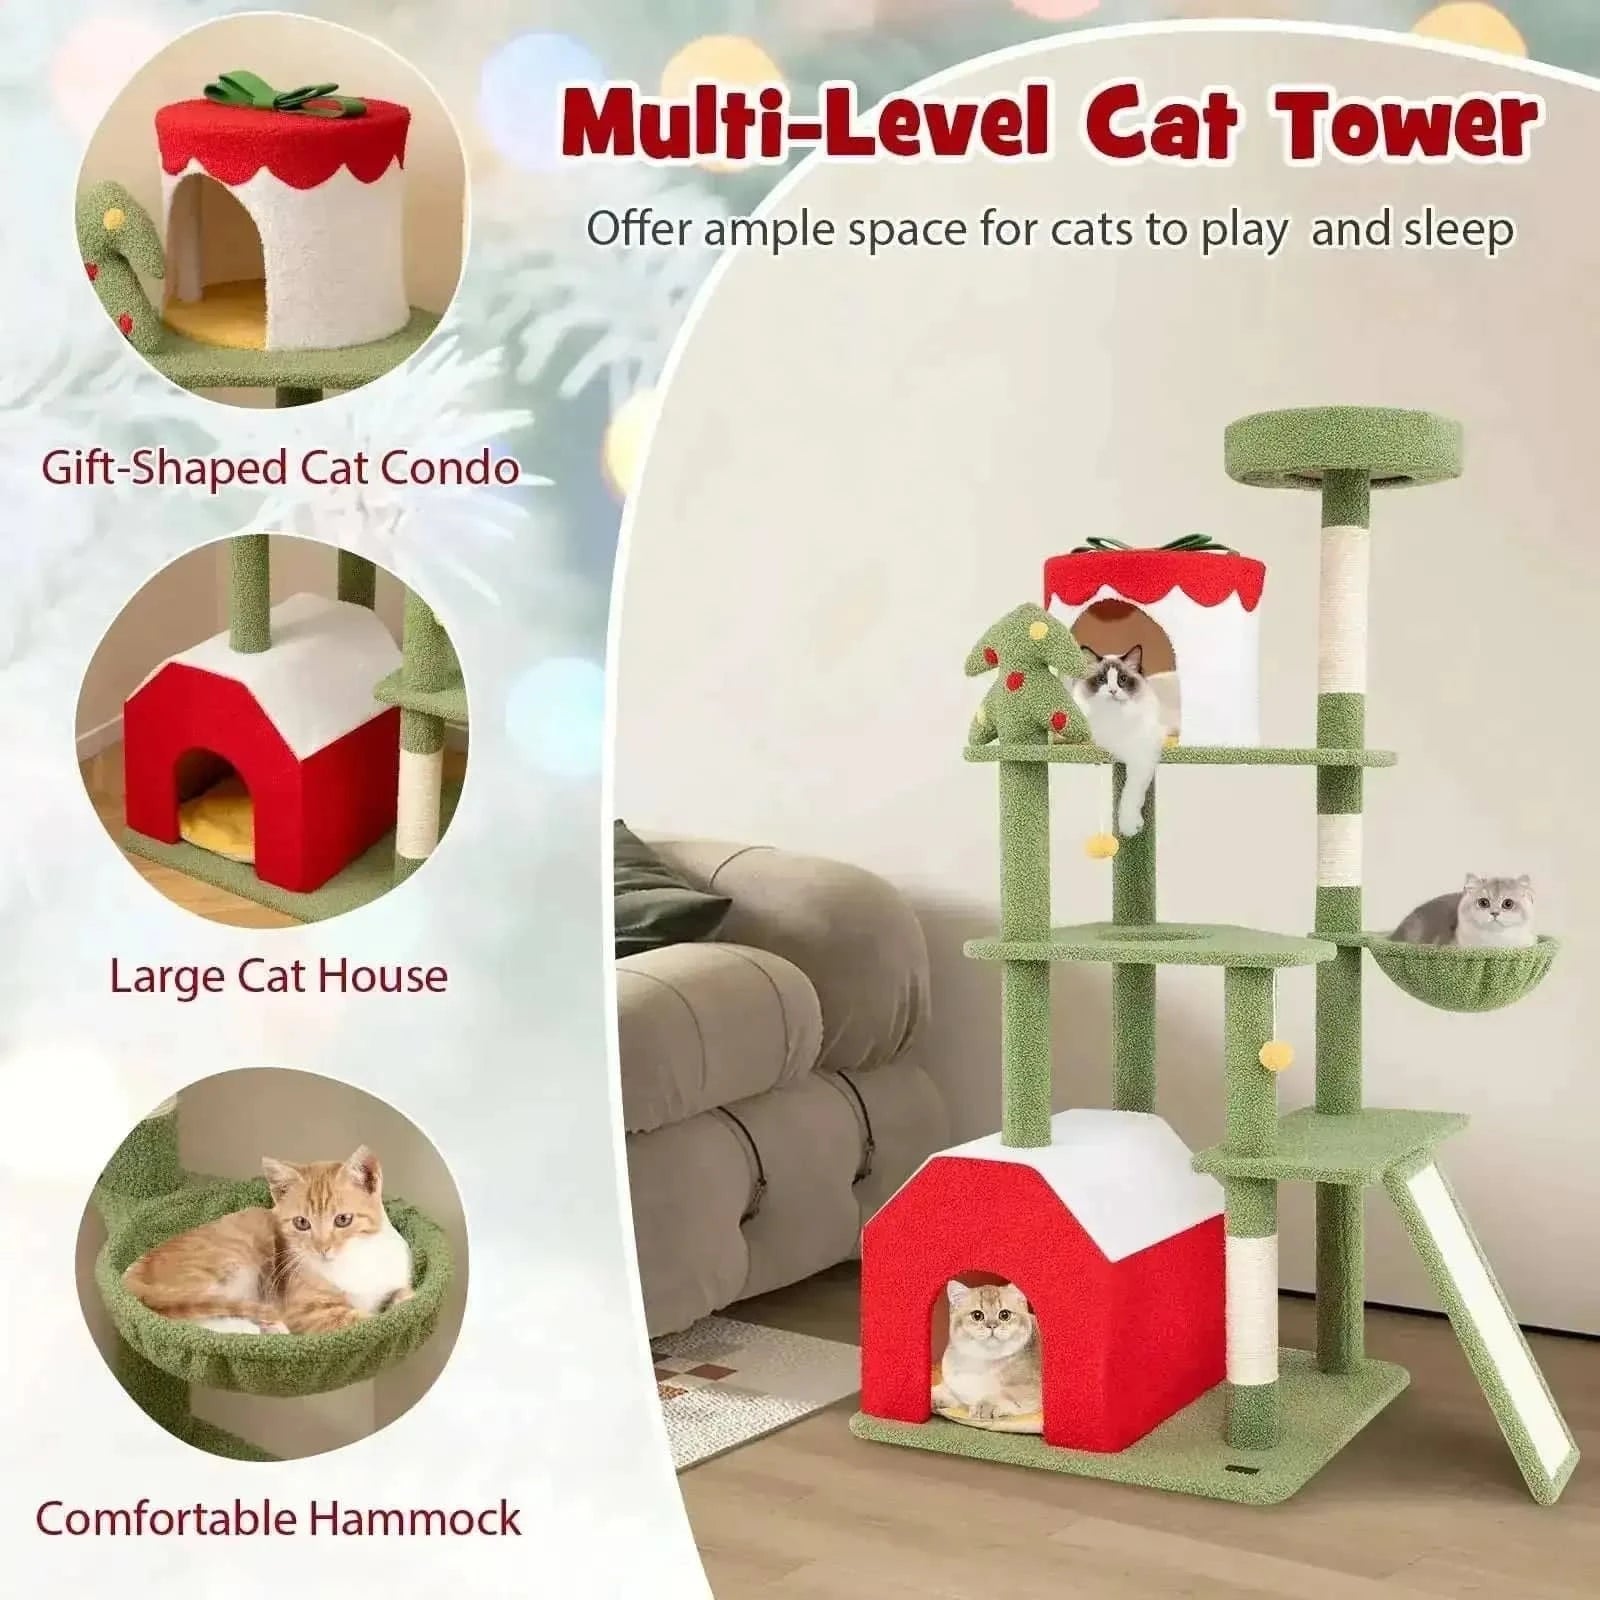 Multi-Level Cat Tower
Offer ample space for cats to play and sleep
Gift-Shaped Cat Condo
Large Cat House
Comfortable Hammock